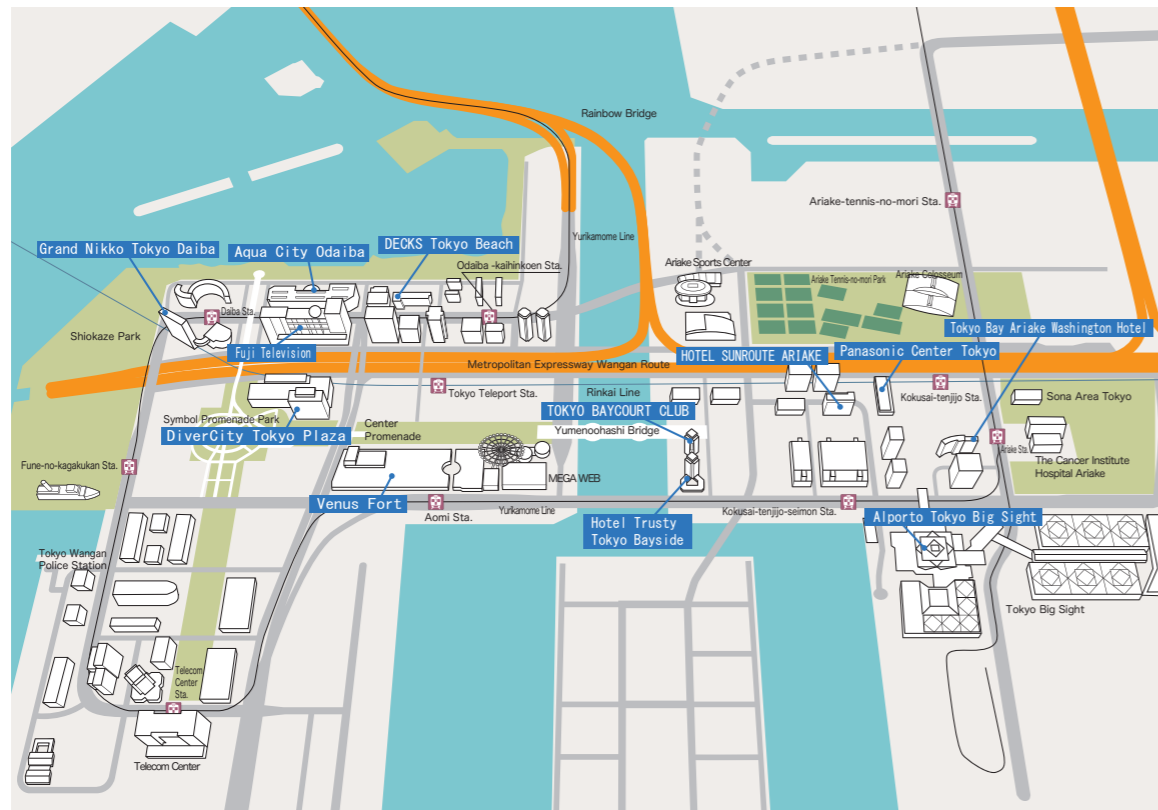 Rainbow Bridge
Ariake-tennis-no-mori Sta.
Yurikamome Line
Grand Nikko Tokyo Daiba
Aqua City Odaiba
DECKS Tokyo Beach
Odaiba -kaihinkoen Sta.
Ariake Sports Center
Ariake Tennis-no-mori Park
Ariake Colosseum
Daiba Sta.
Shiokaze Park
Fuji Television
Tokyo Bay Ariake Washington Hotel
HOTEL SUNROUTE ARIAKE
Panasonic Center Tokyo
Metropolitan Expressway Wangan Route
Tokyo Teleport Sta.
Rinkai Line
Kokusai-tenjijo Sta.
Sona Area Tokyo
TOKYO BAYCOURT CLUB
Symbol Promenade Park
DiverCity Tokyo Plaza
Center
Promenade
Yumenoohashi Bridge
Ariake Sta.
The Cancer Institute
Hospital Ariake
Fune-no-kagakukan Sta.
MEGA WEB
Venus Fort
Aomi Sta.
Yurikamome Line
Kokusai-tenjijo-seimon Sta.
Alporto Tokyo Big Sight
Hotel Trusty
Tokyo Bayside
Tokyo Wangan
Police Station
Tokyo Big Sight
Telecom
Center
Sta.
Telecom Center